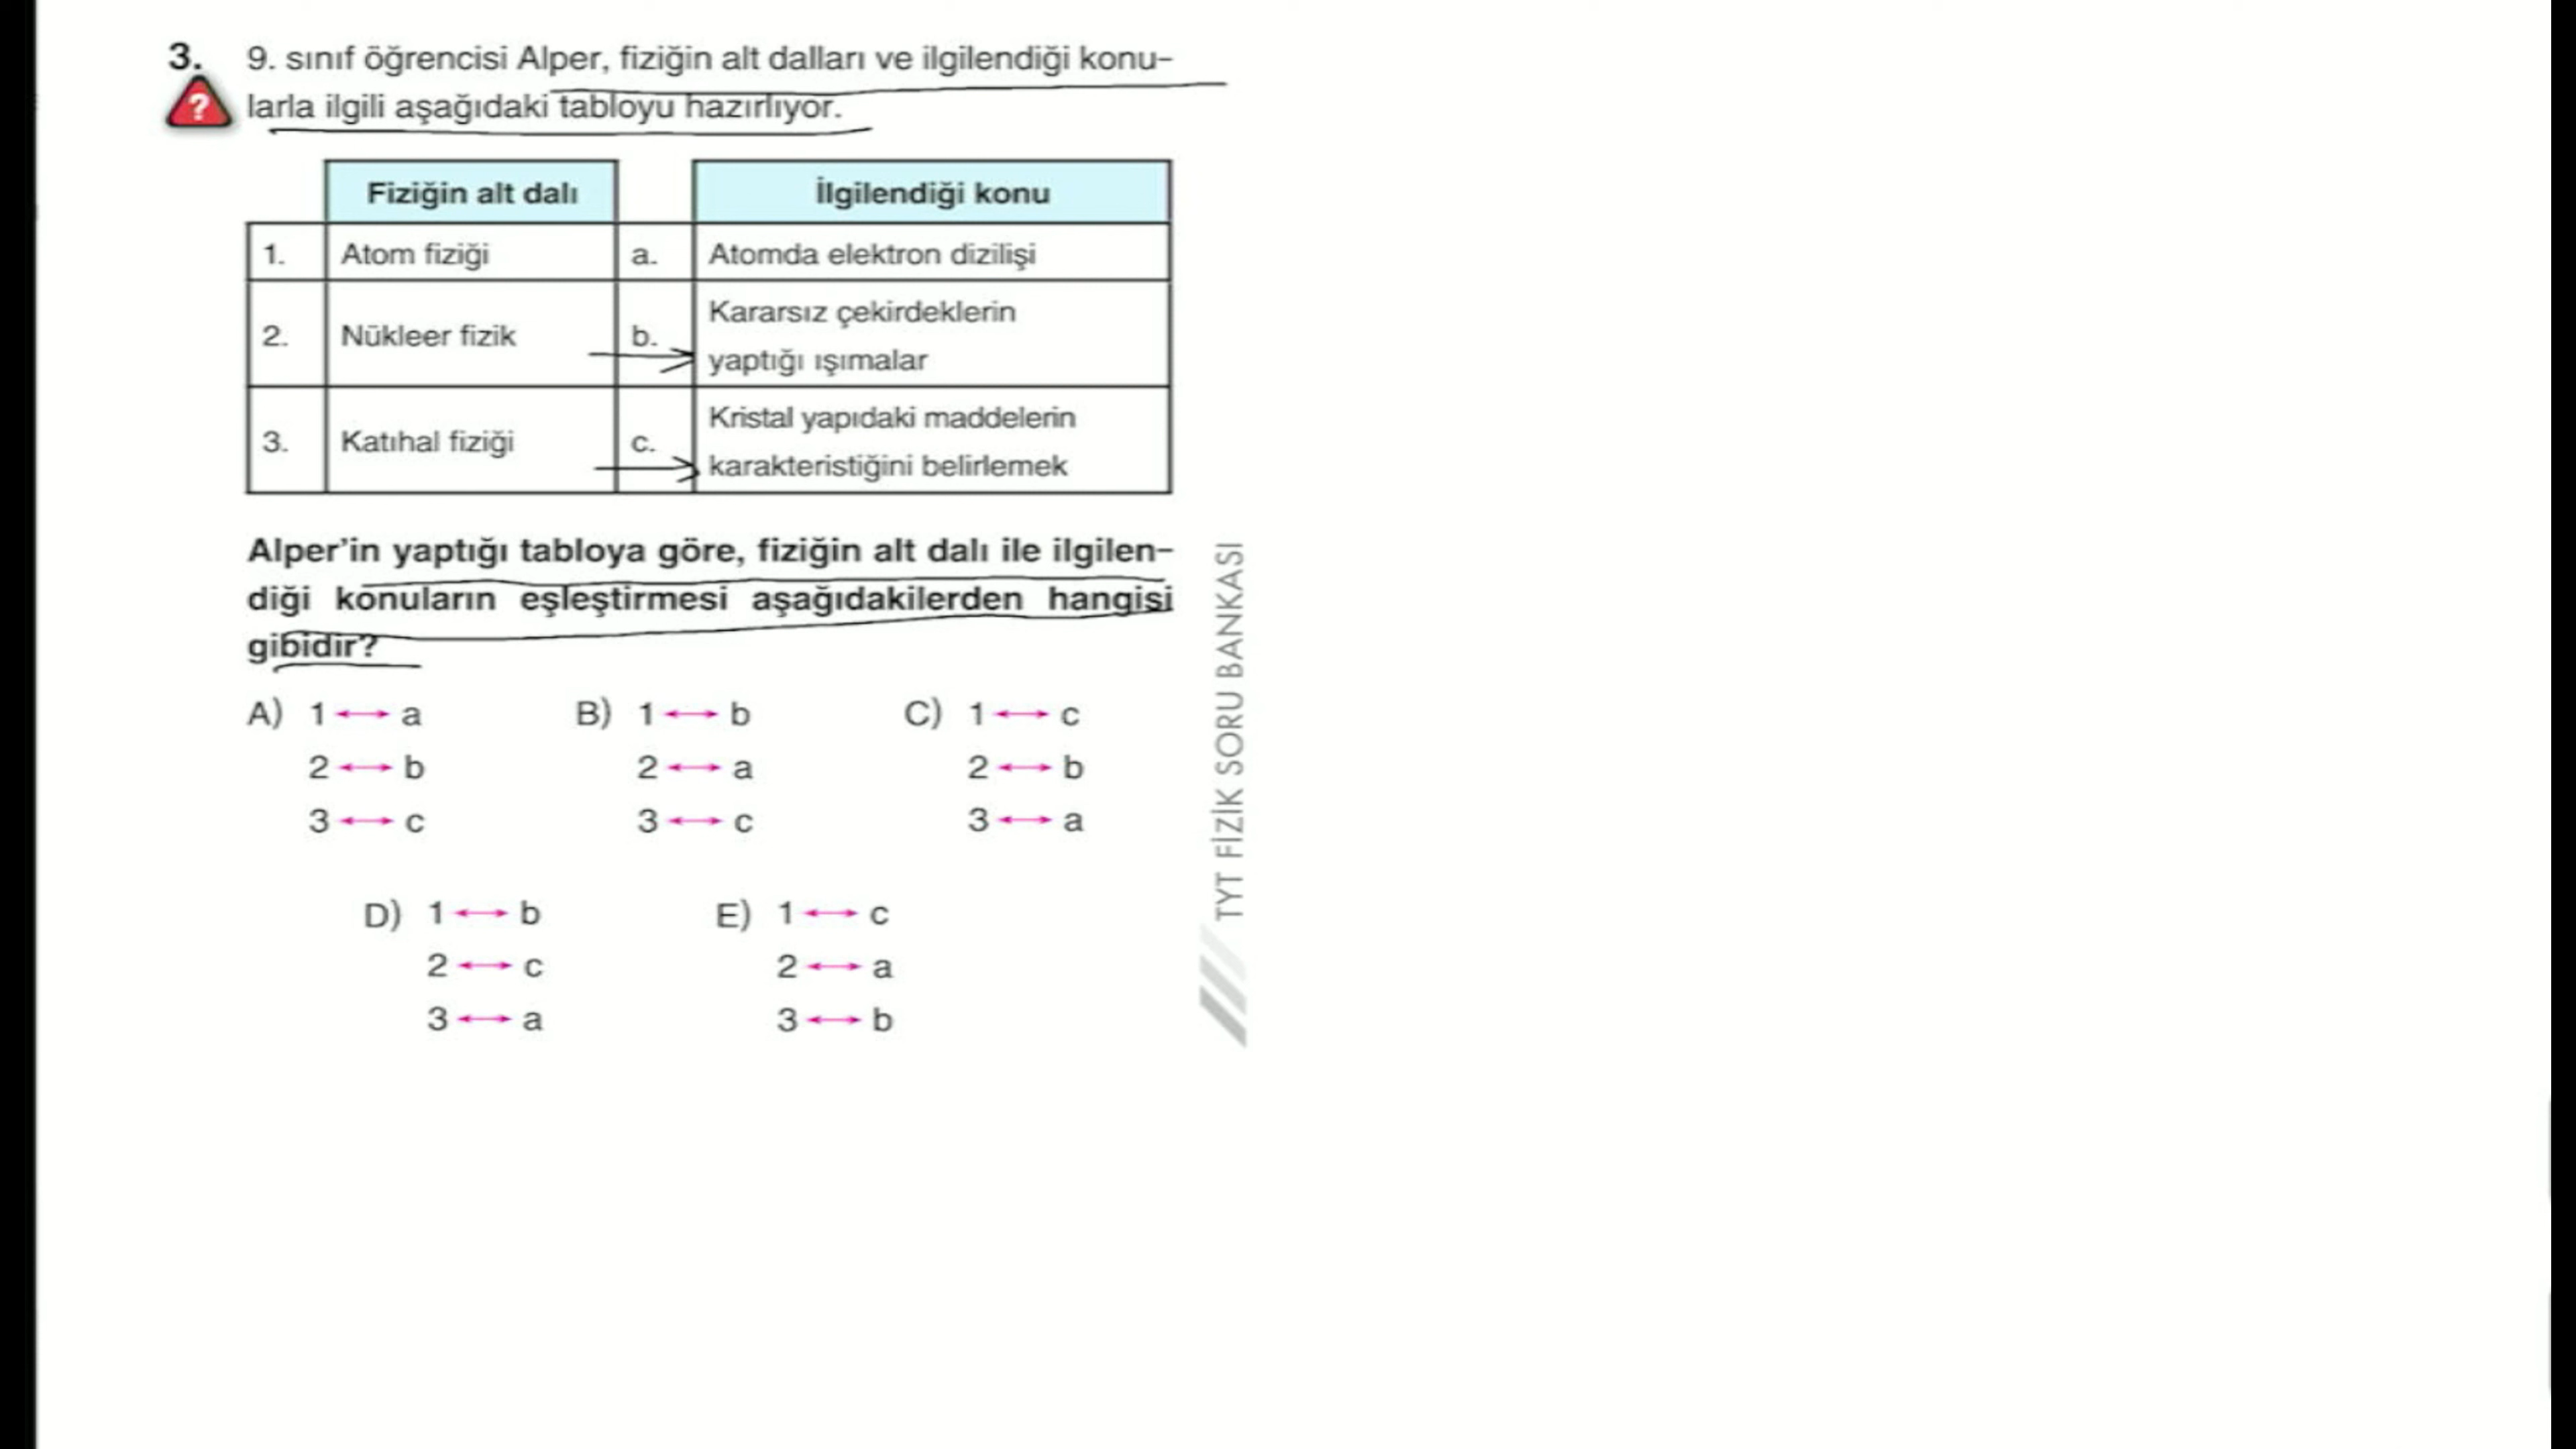 3. 9. sınıf öğrencisi Alper, fiziğin alt dalları ve ilgilendiği konu-
? larla ilgili aşağıdaki tabloyu hazırlıyor.
Fiziğin alt dalı İlgilendiği konu
1. Atom fiziği a. Atomda elektron dizilişi
2. Nükleer fizik b. Kararsız çekirdeklerin
yaptığı ışımalar
3. Katıhal fiziği c. Kristal yapıdaki maddelerin
karakteristiğini belirlemek
Alper'in yaptığı tabloya göre, fiziğin alt dalı ile ilgilen-
diği konuların eşleştirmesi aşağıdakilerden hangisi
gibidir?
A) 1 ↔ a B) 1 ↔ b C) 1 ↔ c
2 ↔ b 2 ↔ a 2 ↔ b
3 ↔ c 3 ↔ c 3 ↔ a
D) 1 ↔ b E) 1 ↔ c
2 ↔ c 2 ↔ a
3 ↔ a 3 ↔ b
TYT FİZİK SORU BANKASI